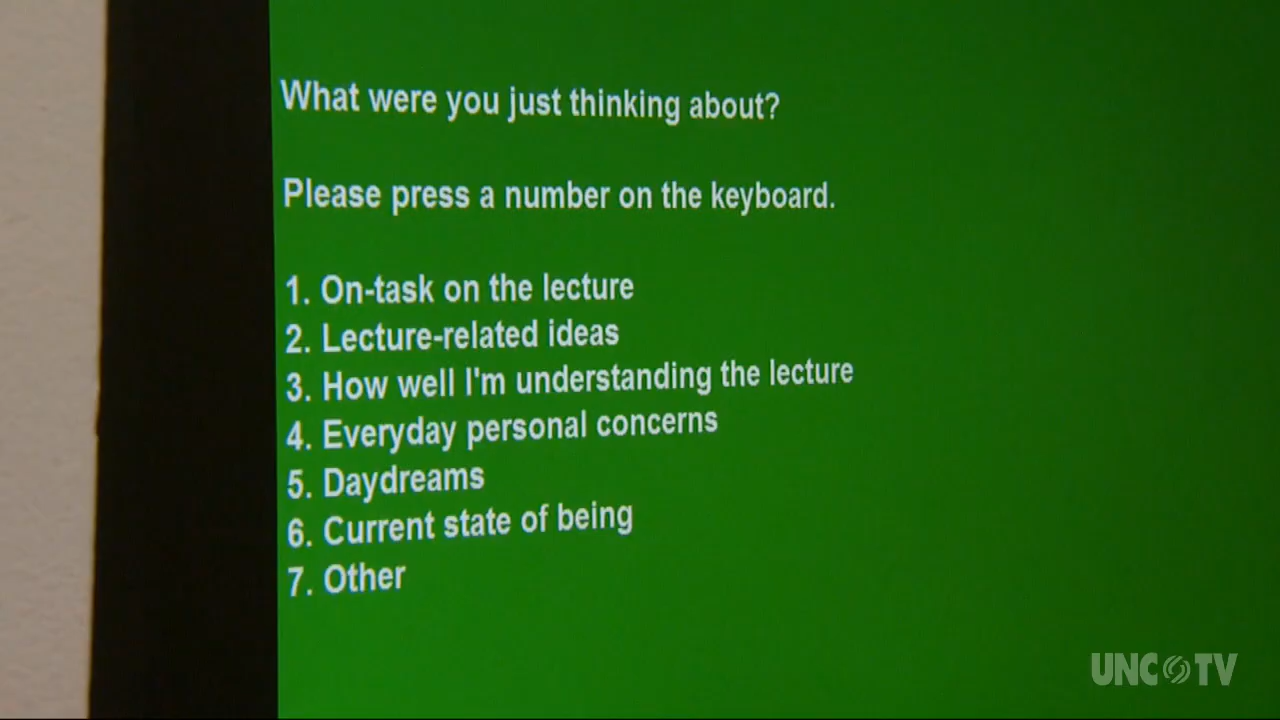 What were you just thinking about?
Please press a number on the keyboard.
1. On-task on the lecture
2. Lecture-related ideas
3. How well I'm understanding the lecture
4. Everyday personal concerns
5. Daydreams
6. Current state of being
7. Other
UNC TV